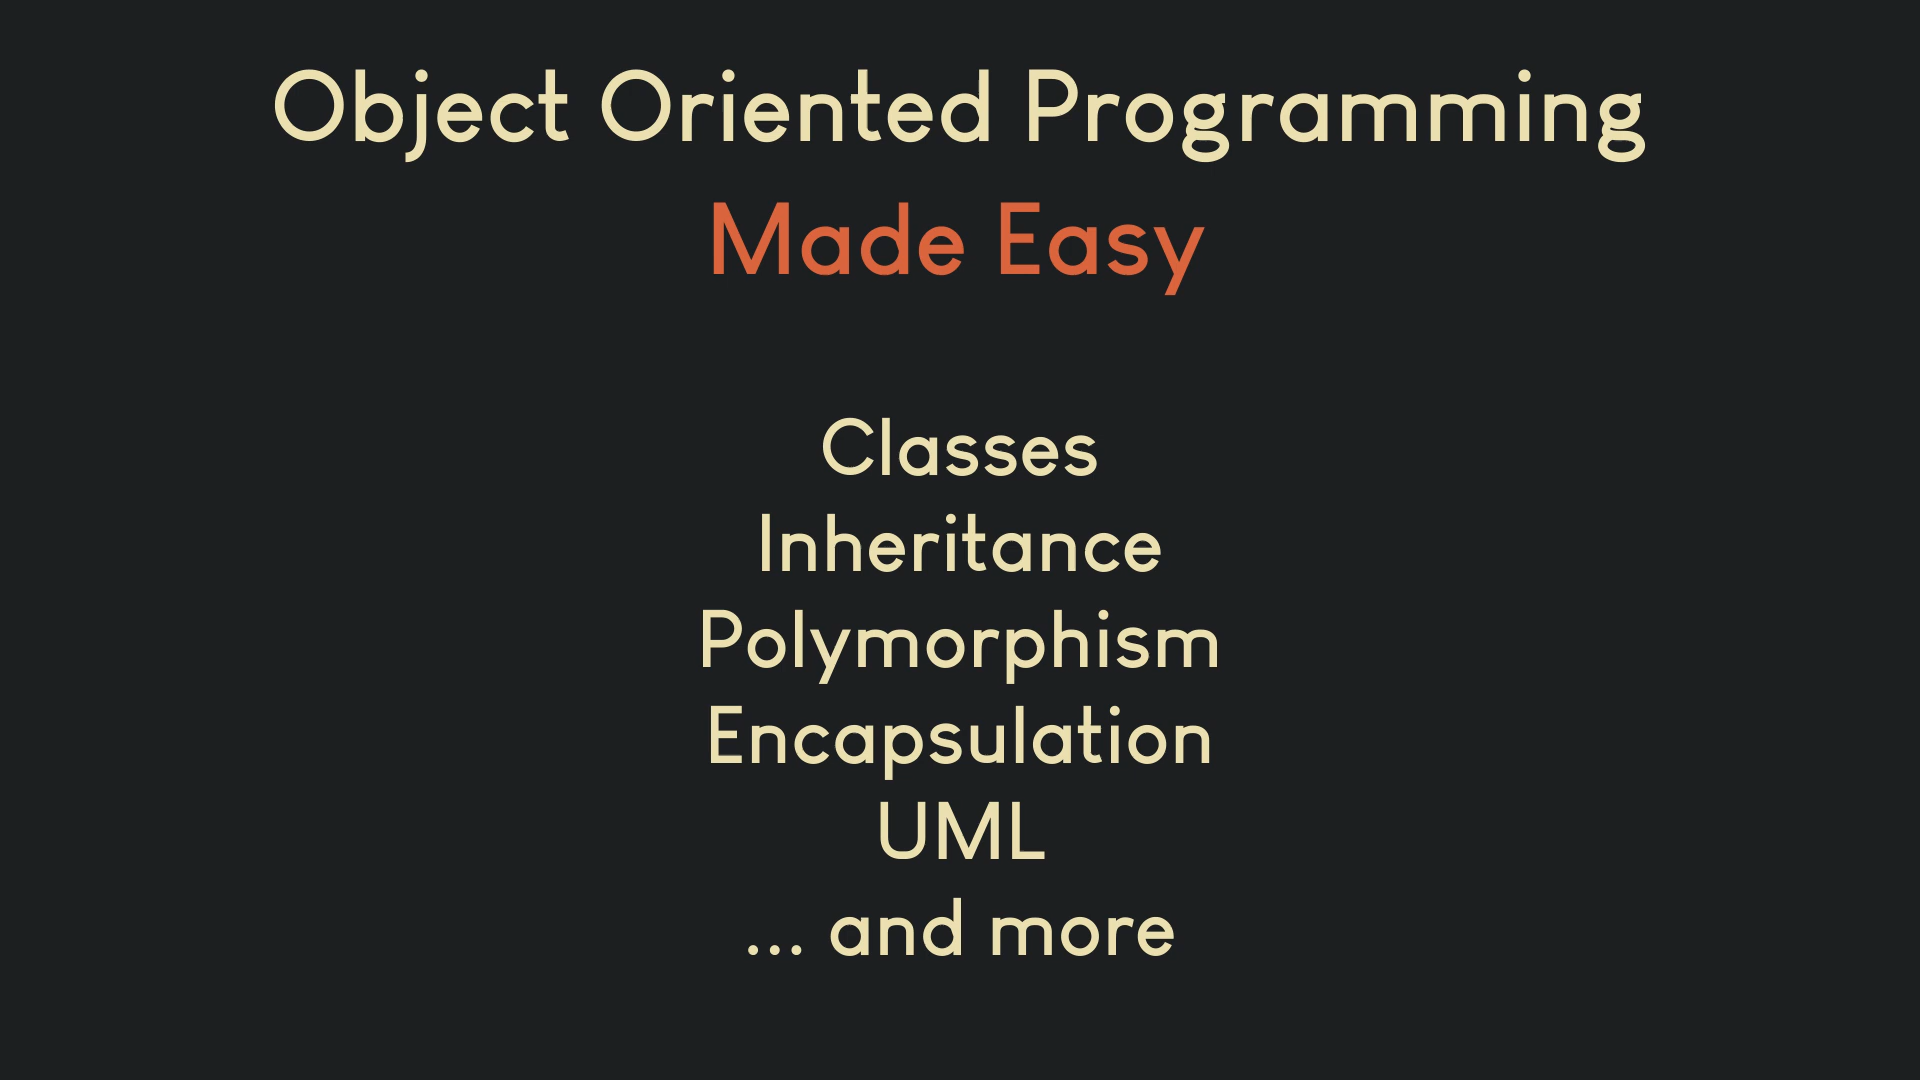 Object Oriented Programming
Made Easy
Classes
Inheritance
Polymorphism
Encapsulation
UML
... and more